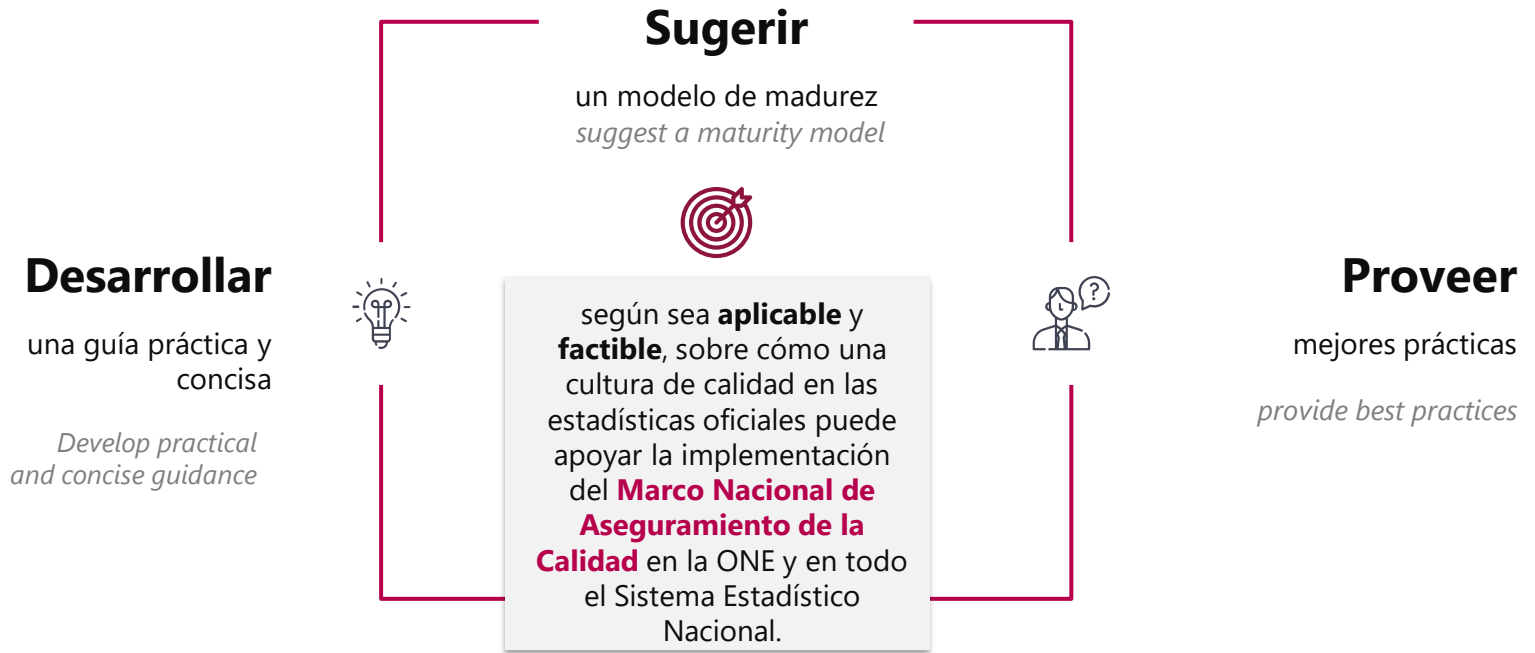 Sugerir
un modelo de madurez
suggest a maturity model
Desarrollar
una guía práctica y
concisa
Develop practical
and concise guidance
según sea aplicable y
factible, sobre cómo una
cultura de calidad en las
estadísticas oficiales puede
apoyar la implementación
del Marco Nacional de
Aseguramiento de la
Calidad en la ONE y en todo
el Sistema Estadístico
Nacional.
?
Proveer
mejores prácticas
provide best practices